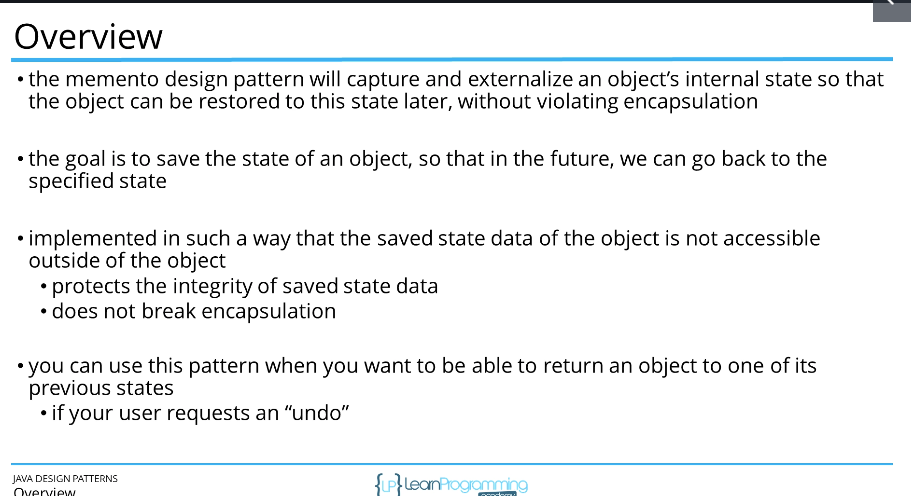 Overview
• the memento design pattern will capture and externalize an object’s internal state so that
the object can be restored to this state later, without violating encapsulation
• the goal is to save the state of an object, so that in the future, we can go back to the
specified state
• implemented in such a way that the saved state data of the object is not accessible
outside of the object
• protects the integrity of saved state data
• does not break encapsulation
• you can use this pattern when you want to be able to return an object to one of its
previous states
• if your user requests an “undo”
JAVA DESIGN PATTERNS
Overview
{LP} LearnProgramming
academy